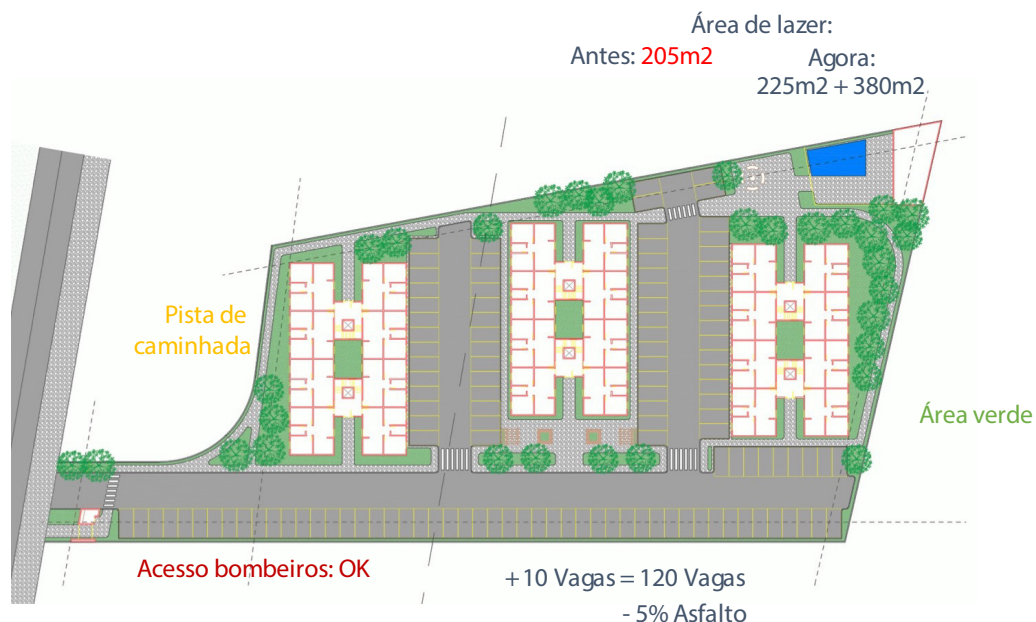 Área de lazer:
Antes: 205m2
Agora:
225m2 + 380m2
Pista de
caminhada
Área verde
Acesso bombeiros: OK
+ 10 Vagas = 120 Vagas
- 5% Asfalto